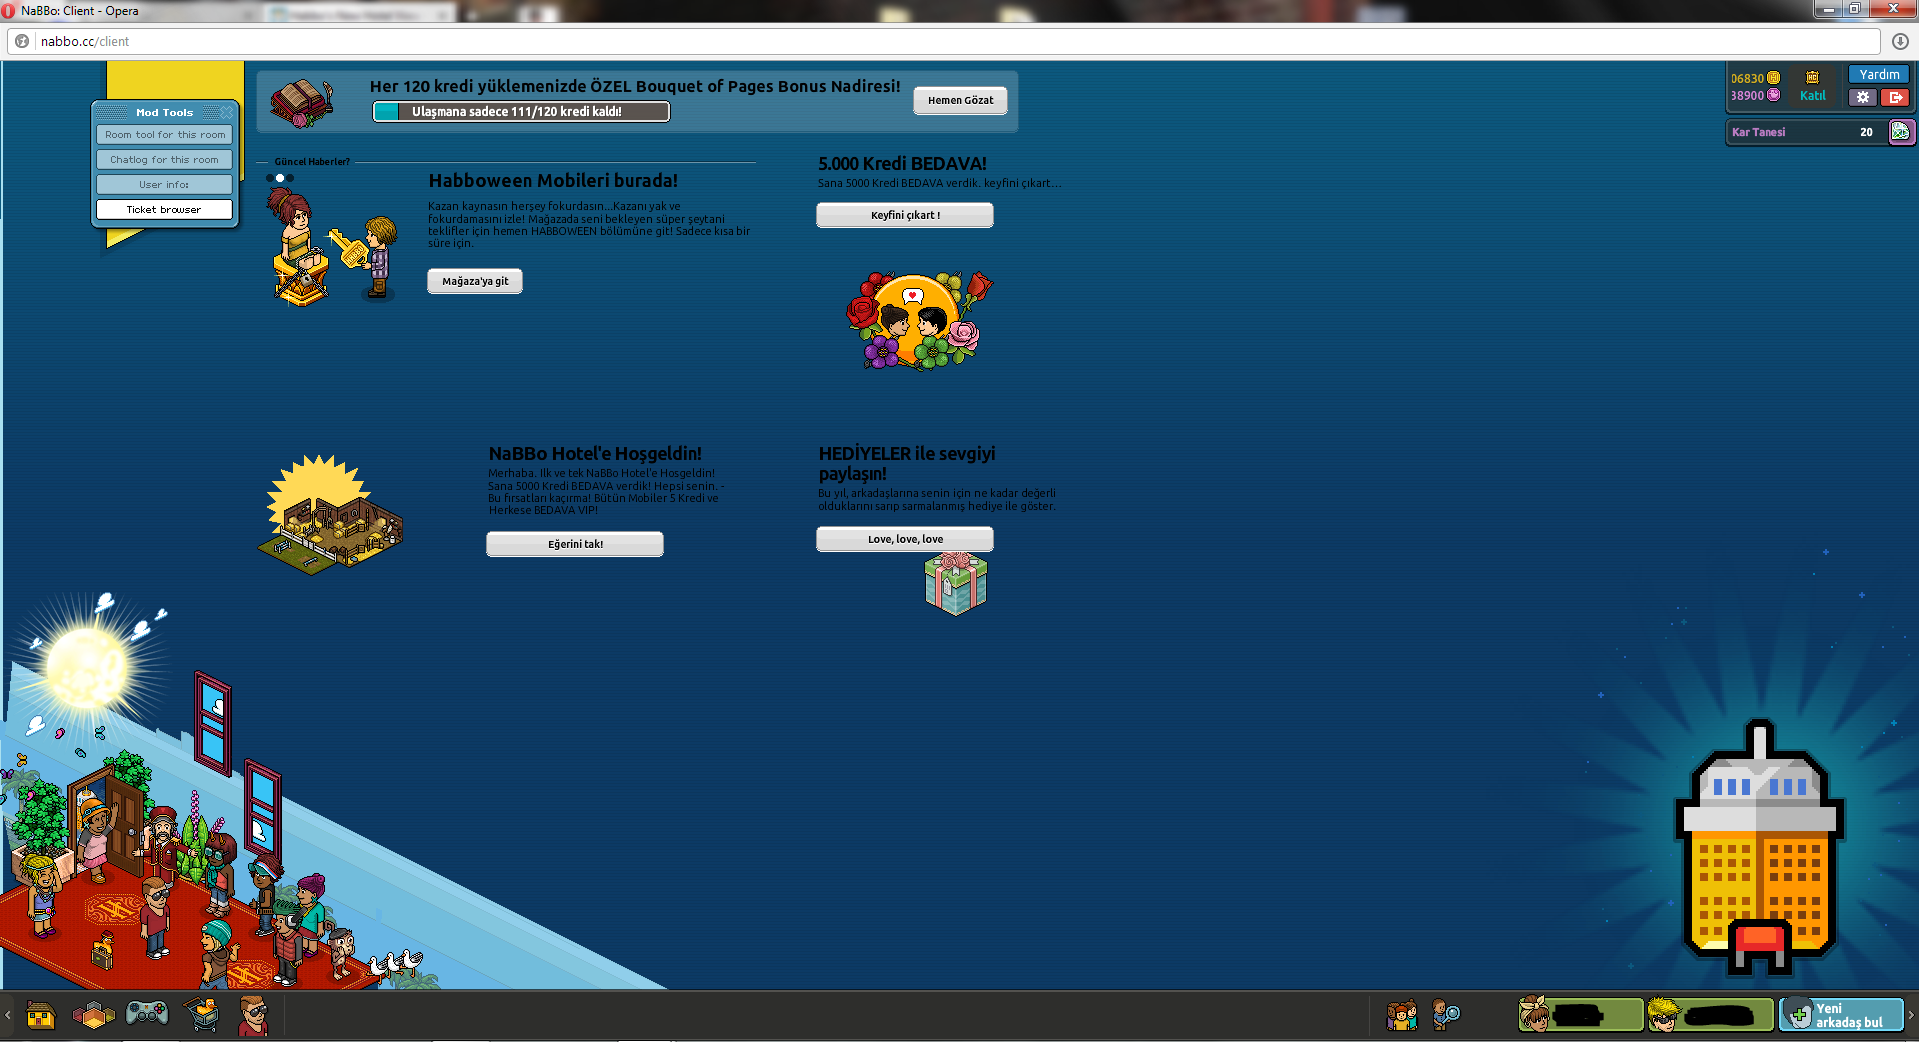 NaBBo: Client - Opera
nabbo.cc/client
Mod Tools
Room tool for this room
Chatlog for this room
User info:
Ticket browser
Her 120 kredi yüklemenizde ÖZEL Bouquet of Pages Bonus Nadiresi!
Ulaşmana sadece 111/120 kredi kaldı!
Hemen Gözat
06830
38900
HC
Katıl
Yardım
Kar Tanesi
20
Güncel Haberler?
Habboween Mobileri burada!
Kazan kaynasın herşey fokurdasın...Kazanı yak ve
fokurdamasını izle! Mağazada seni bekleyen süper şeytani
teklifler için hemen HABBOWEEN bölümüne git! Sadece kısa bir
süre için.
Mağaza'ya git
5.000 Kredi BEDAVA!
Sana 5000 Kredi BEDAVA verdik. keyfini çıkart...
Keyfini çıkart !
NaBBo Hotel'e Hoşgeldin!
Merhaba. Ilk ve tek NaBBo Hotel'e Hosgeldin!
Sana 5000 Kredi BEDAVA verdik! Hepsi senin. -
Bu fırsatları kaçırma! Bütün Mobiler 5 Kredi ve
Herkese BEDAVA VIP!
Eğerini tak!
HEDİYELER ile sevgiyi
paylaşın!
Bu yıl, arkadaşlarına senin için ne kadar değerli
olduklarını sarıp sarmalanmış hediye ile göster.
Love, love, love
Yeni
arkadaş bul